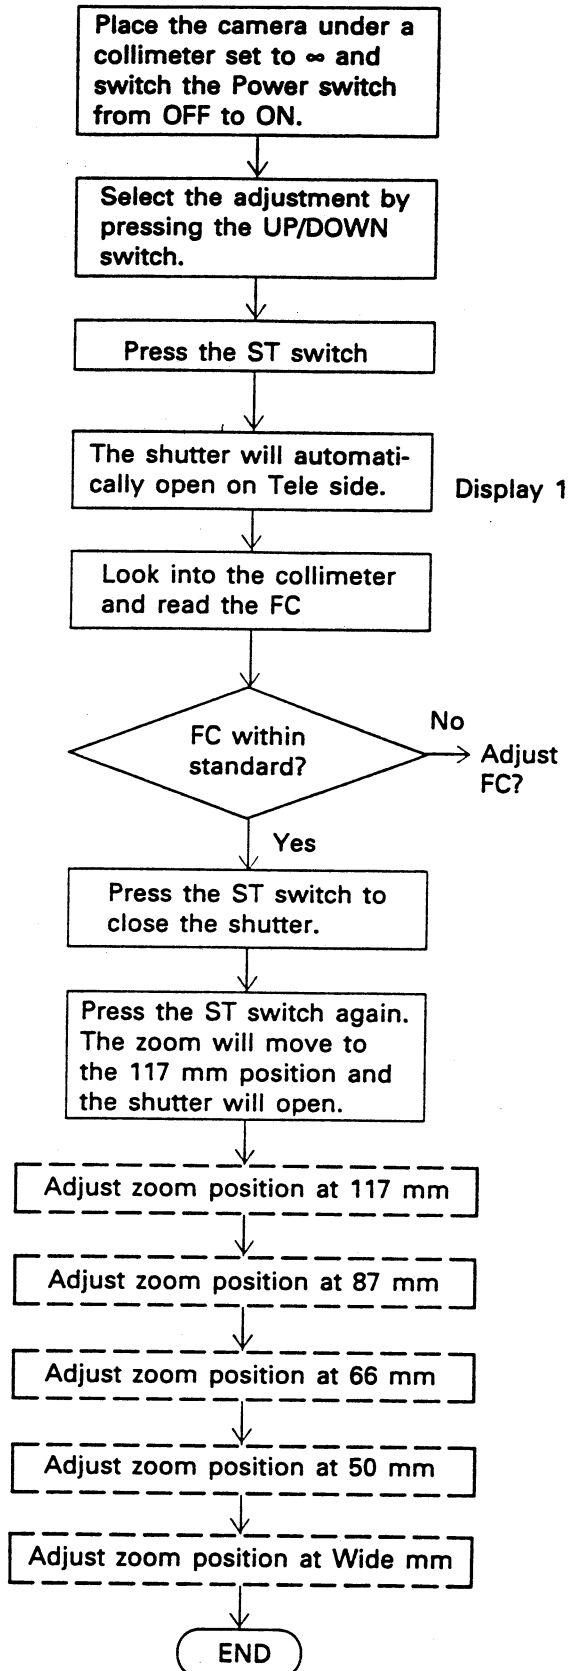 Place the camera under a
collimeter set to ∞ and
switch the Power switch
from OFF to ON.
Select the adjustment by
pressing the UP/DOWN
switch.
Press the ST switch
The shutter will automati-
cally open on Tele side.
Display 1
Look into the collimeter
and read the FC
FC within
standard?
No
Adjust
FC?
Yes
Press the ST switch to
close the shutter.
Press the ST switch again.
The zoom will move to
the 117 mm position and
the shutter will open.
Adjust zoom position at 117 mm
Adjust zoom position at 87 mm
Adjust zoom position at 66 mm
Adjust zoom position at 50 mm
Adjust zoom position at Wide mm
END